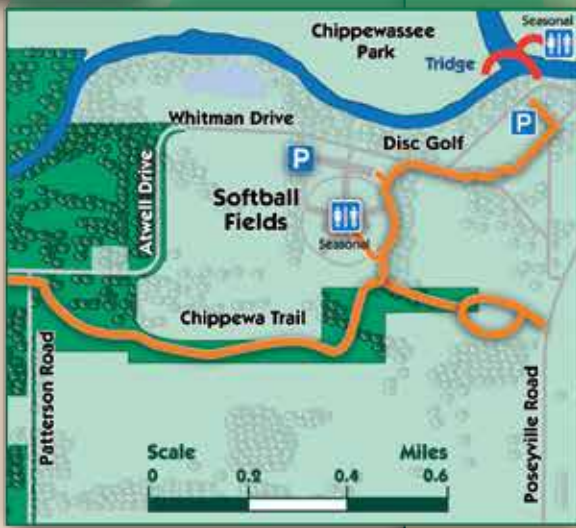 Chippewassee
Park
Seasonal
Tridge
Whitman Drive
Disc Golf
P
P
Atwell Drive
Softball
Fields
Seasonal
Chippewa Trail
Patterson Road
Poseyville Road
Scale
Miles
0
0.2
0.4
0.6